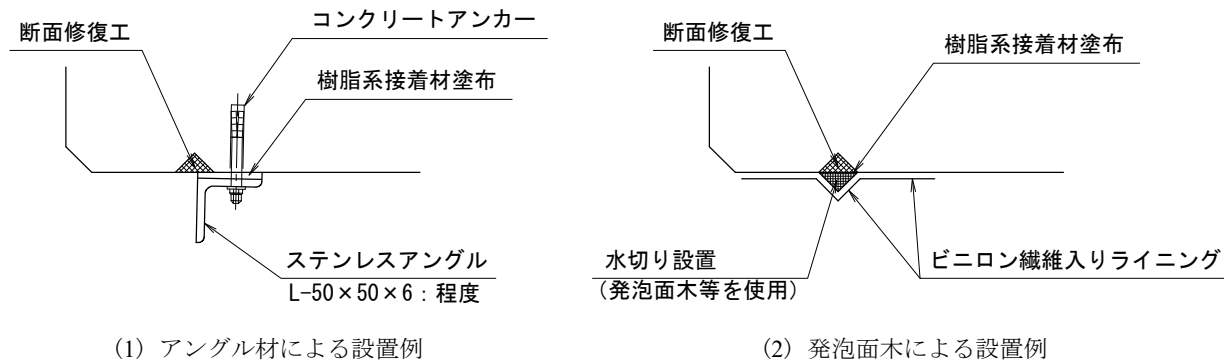 コンクリートアンカー
断面修復工
樹脂系接着材塗布
ステンレスアングル
L-50×50×6：程度
(1) アングル材による設置例
断面修復工
樹脂系接着材塗布
水切り設置
(発泡面木等を使用)
ビニロン繊維入りライニング
(2) 発泡面木による設置例